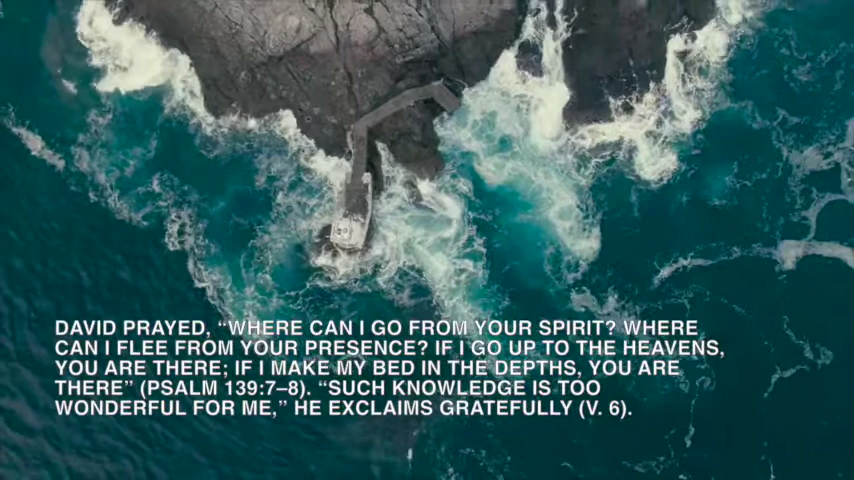 DAVID PRAYED, “WHERE CAN I GO FROM YOUR SPIRIT? WHERE
CAN I FLEE FROM YOUR PRESENCE? IF I GO UP TO THE HEAVENS,
YOU ARE THERE; IF I MAKE MY BED IN THE DEPTHS, YOU ARE
THERE” (PSALM 139:7–8). “SUCH KNOWLEDGE IS TOO
WONDERFUL FOR ME,” HE EXCLAIMS GRATEFULLY (V. 6).